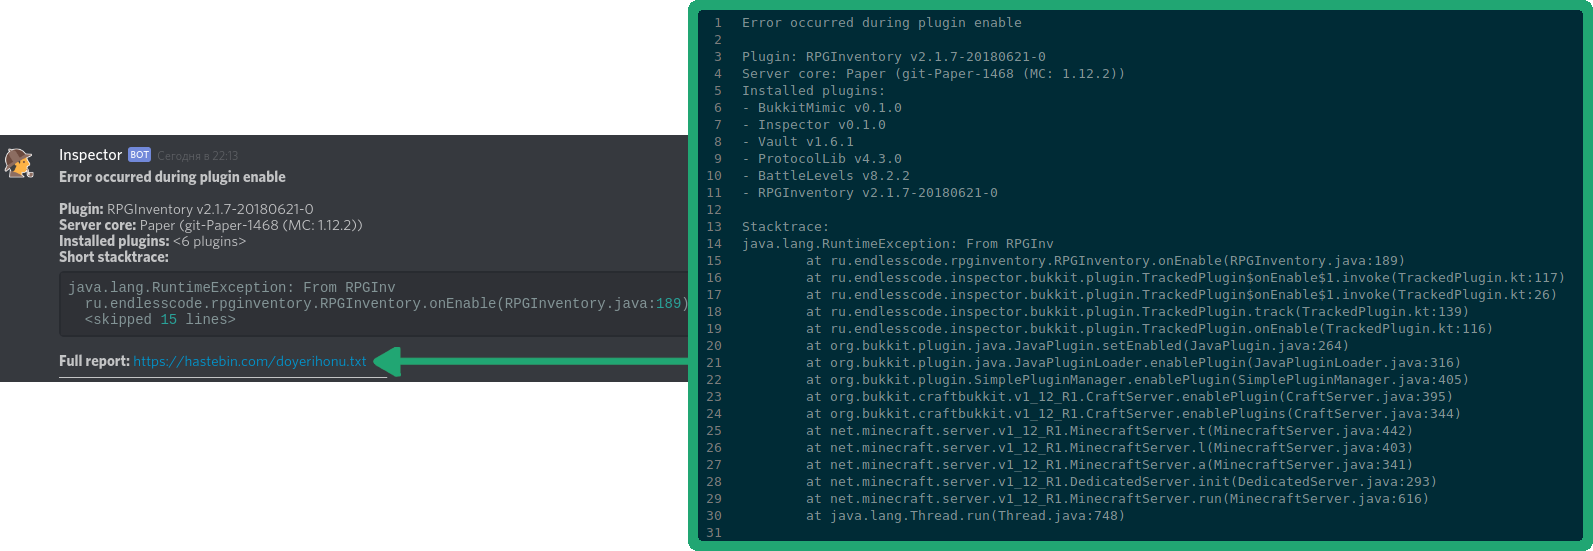 Inspector BOT Сегодня в 22:13
Error occurred during plugin enable
Plugin: RPGInventory v2.1.7-20180621-0
Server core: Paper (git-Paper-1468 (MC: 1.12.2))
Installed plugins: <6 plugins>
Short stacktrace:
java.lang.RuntimeException: From RPGInv
ru.endlesscode.rpginventory.RPGInventory.onEnable(RPGInventory.java:189)
<skipped 15 lines>
Full report: https://hastebin.com/doyerihonu.txt
1 Error occurred during plugin enable
2
3 Plugin: RPGInventory v2.1.7-20180621-0
4 Server core: Paper (git-Paper-1468 (MC: 1.12.2))
5 Installed plugins:
6 - BukkitMimic v0.1.0
7 - Inspector v0.1.0
8 - Vault v1.6.1
9 - ProtocolLib v4.3.0
10 - BattleLevels v8.2.2
11 - RPGInventory v2.1.7-20180621-0
12
13 Stacktrace:
14 java.lang.RuntimeException: From RPGInv
15 at ru.endlesscode.rpginventory.RPGInventory.onEnable(RPGInventory.java:189)
16 at ru.endlesscode.inspector.bukkit.plugin.TrackedPlugin$onEnable$1.invoke(TrackedPlugin.kt:117)
17 at ru.endlesscode.inspector.bukkit.plugin.TrackedPlugin$onEnable$1.invoke(TrackedPlugin.kt:26)
18 at ru.endlesscode.inspector.bukkit.plugin.TrackedPlugin.track(TrackedPlugin.kt:139)
19 at ru.endlesscode.inspector.bukkit.plugin.TrackedPlugin.onEnable(TrackedPlugin.kt:116)
20 at org.bukkit.plugin.java.JavaPlugin.setEnabled(JavaPlugin.java:264)
21 at org.bukkit.plugin.java.JavaPluginLoader.enablePlugin(JavaPluginLoader.java:316)
22 at org.bukkit.plugin.SimplePluginManager.enablePlugin(SimplePluginManager.java:405)
23 at org.bukkit.craftbukkit.v1_12_R1.CraftServer.enablePlugin(CraftServer.java:395)
24 at org.bukkit.craftbukkit.v1_12_R1.CraftServer.enablePlugins(CraftServer.java:344)
25 at net.minecraft.server.v1_12_R1.MinecraftServer.t(MinecraftServer.java:442)
26 at net.minecraft.server.v1_12_R1.MinecraftServer.l(MinecraftServer.java:403)
27 at net.minecraft.server.v1_12_R1.MinecraftServer.a(MinecraftServer.java:341)
28 at net.minecraft.server.v1_12_R1.DedicatedServer.init(DedicatedServer.java:293)
29 at net.minecraft.server.v1_12_R1.MinecraftServer.run(MinecraftServer.java:616)
30 at java.lang.Thread.run(Thread.java:748)
31